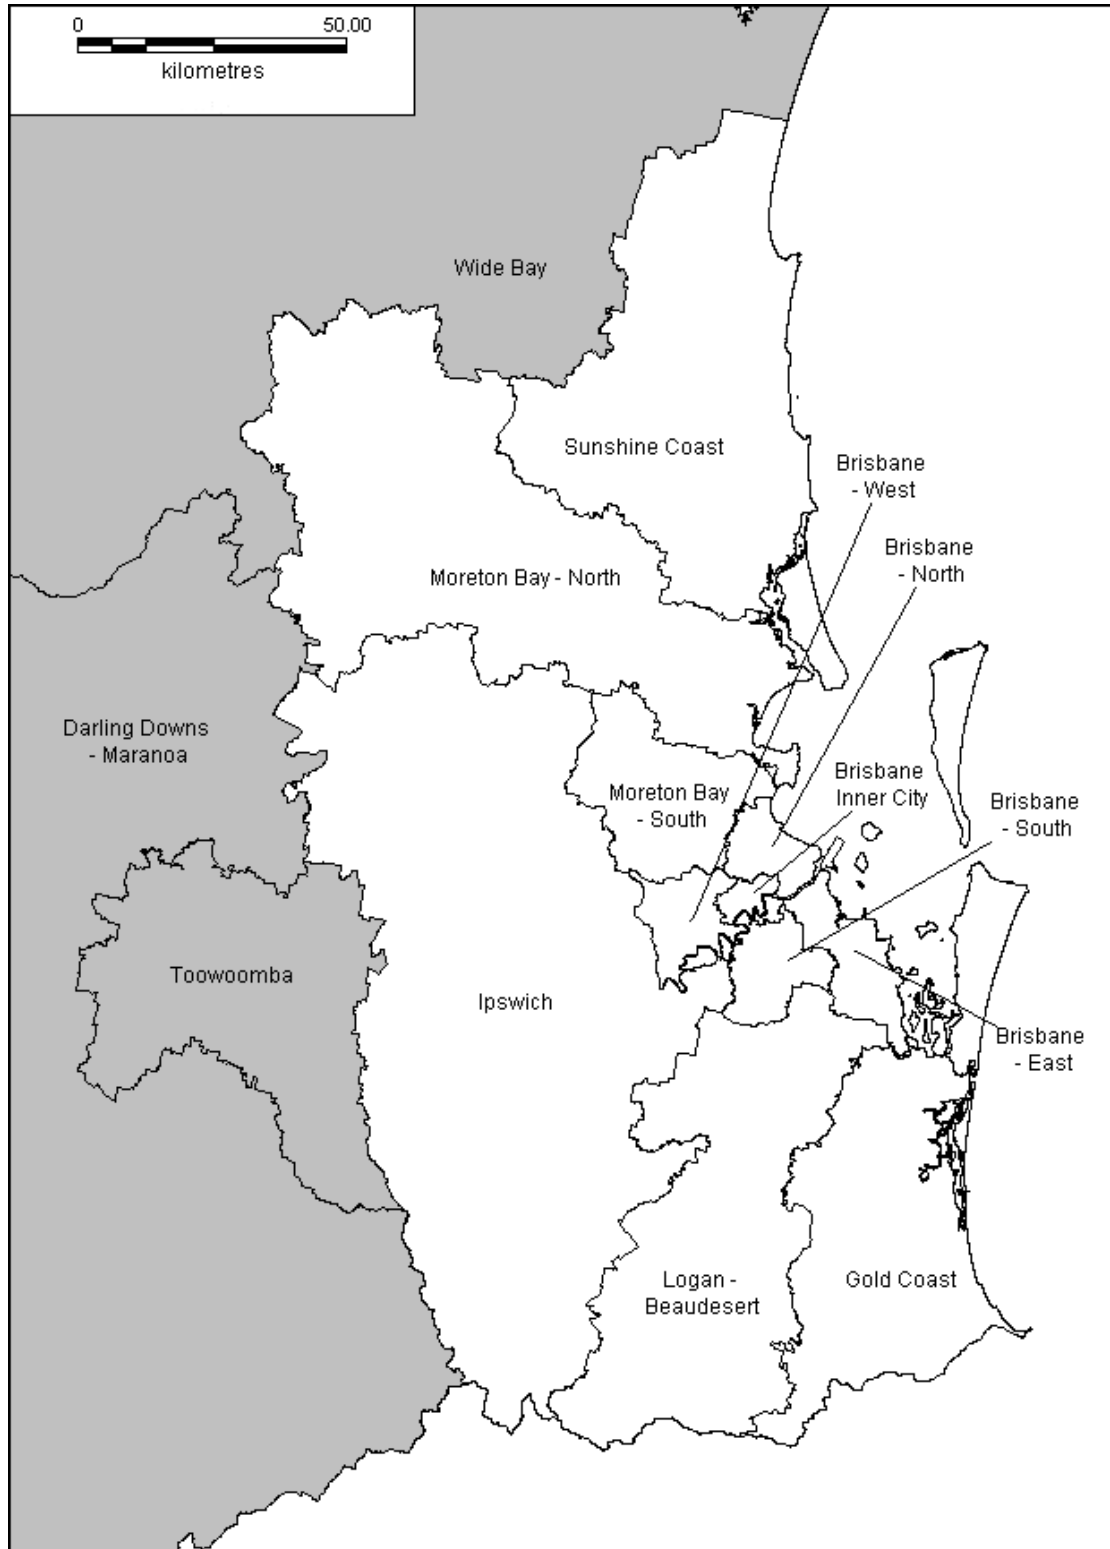 0 50.00
kilometres
Wide Bay
Sunshine Coast
Brisbane
- West
Brisbane
- North
Moreton Bay - North
Darling Downs
- Maranoa
Moreton Bay
- South
Brisbane
Inner City
Brisbane
- South
Toowoomba
Ipswich
Brisbane
- East
Logan -
Beaudesert
Gold Coast